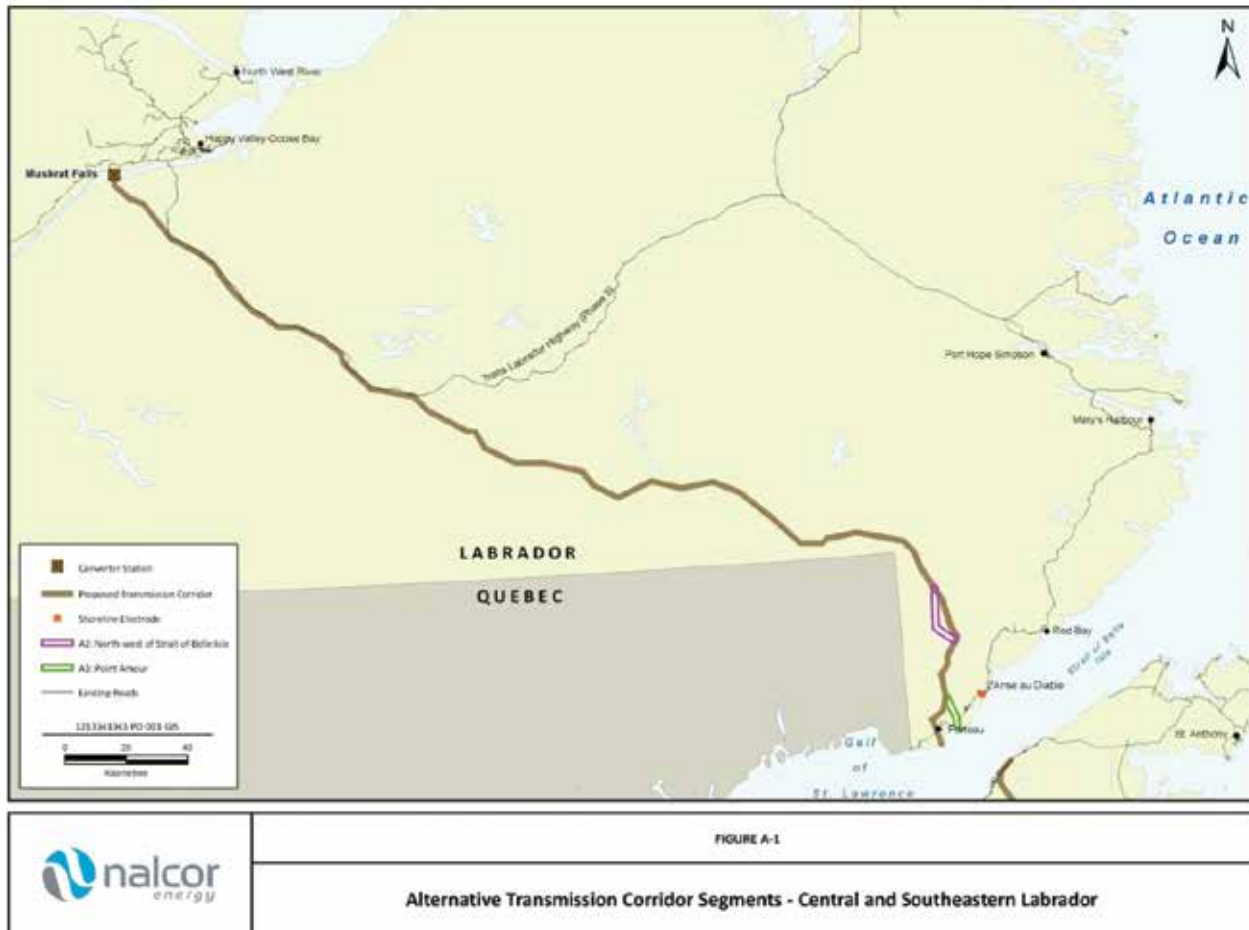 N
North West River
Happy Valley-Goose Bay
Muskrat Falls
Atlantic
Ocean
Trans Labrador Highway (Phase 3)
Port Hope Simpson
Mary's Harbour
LABRADOR
QUEBEC
Red Bay
Strait of Belle
Isle
L'Anse au Diable
Forteau
St. Anthony
Gulf
of
St. Lawrence
Converter Station
Proposed Transmission Corridor
Shoreline Electrode
A2: North-west of Strait of Belle Isle
A3: Point Amour
Existing Roads
0 20 40
Kilometres
nalcor
energy
FIGURE A-1
Alternative Transmission Corridor Segments - Central and Southeastern Labrador